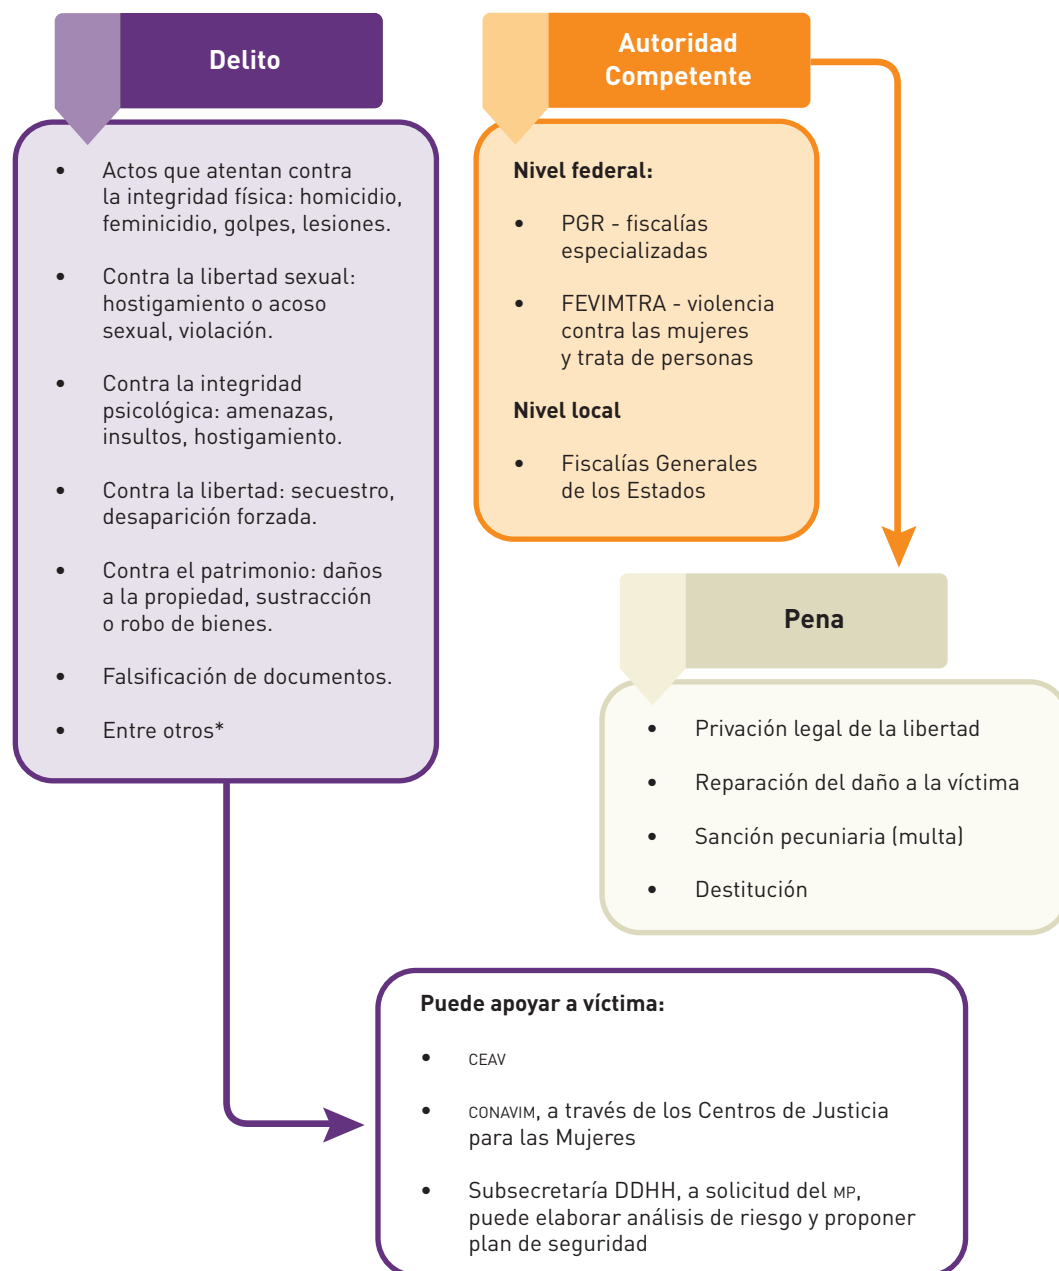 Delito
• Actos que atentan contra
la integridad física: homicidio,
feminicidio, golpes, lesiones.
• Contra la libertad sexual:
hostigamiento o acoso
sexual, violación.
• Contra la integridad
psicológica: amenazas,
insultos, hostigamiento.
• Contra la libertad: secuestro,
desaparición forzada.
• Contra el patrimonio: daños
a la propiedad, sustracción
o robo de bienes.
• Falsificación de documentos.
• Entre otros*
Autoridad
Competente
Nivel federal:
• PGR - fiscalías
especializadas
• FEVIMTRA - violencia
contra las mujeres
y trata de personas
Nivel local
• Fiscalías Generales
de los Estados
Pena
• Privación legal de la libertad
• Reparación del daño a la víctima
• Sanción pecuniaria (multa)
• Destitución
Puede apoyar a víctima:
• CEAV
• CONAVIM, a través de los Centros de Justicia
para las Mujeres
• Subsecretaría DDHH, a solicitud del MP,
puede elaborar análisis de riesgo y proponer
plan de seguridad